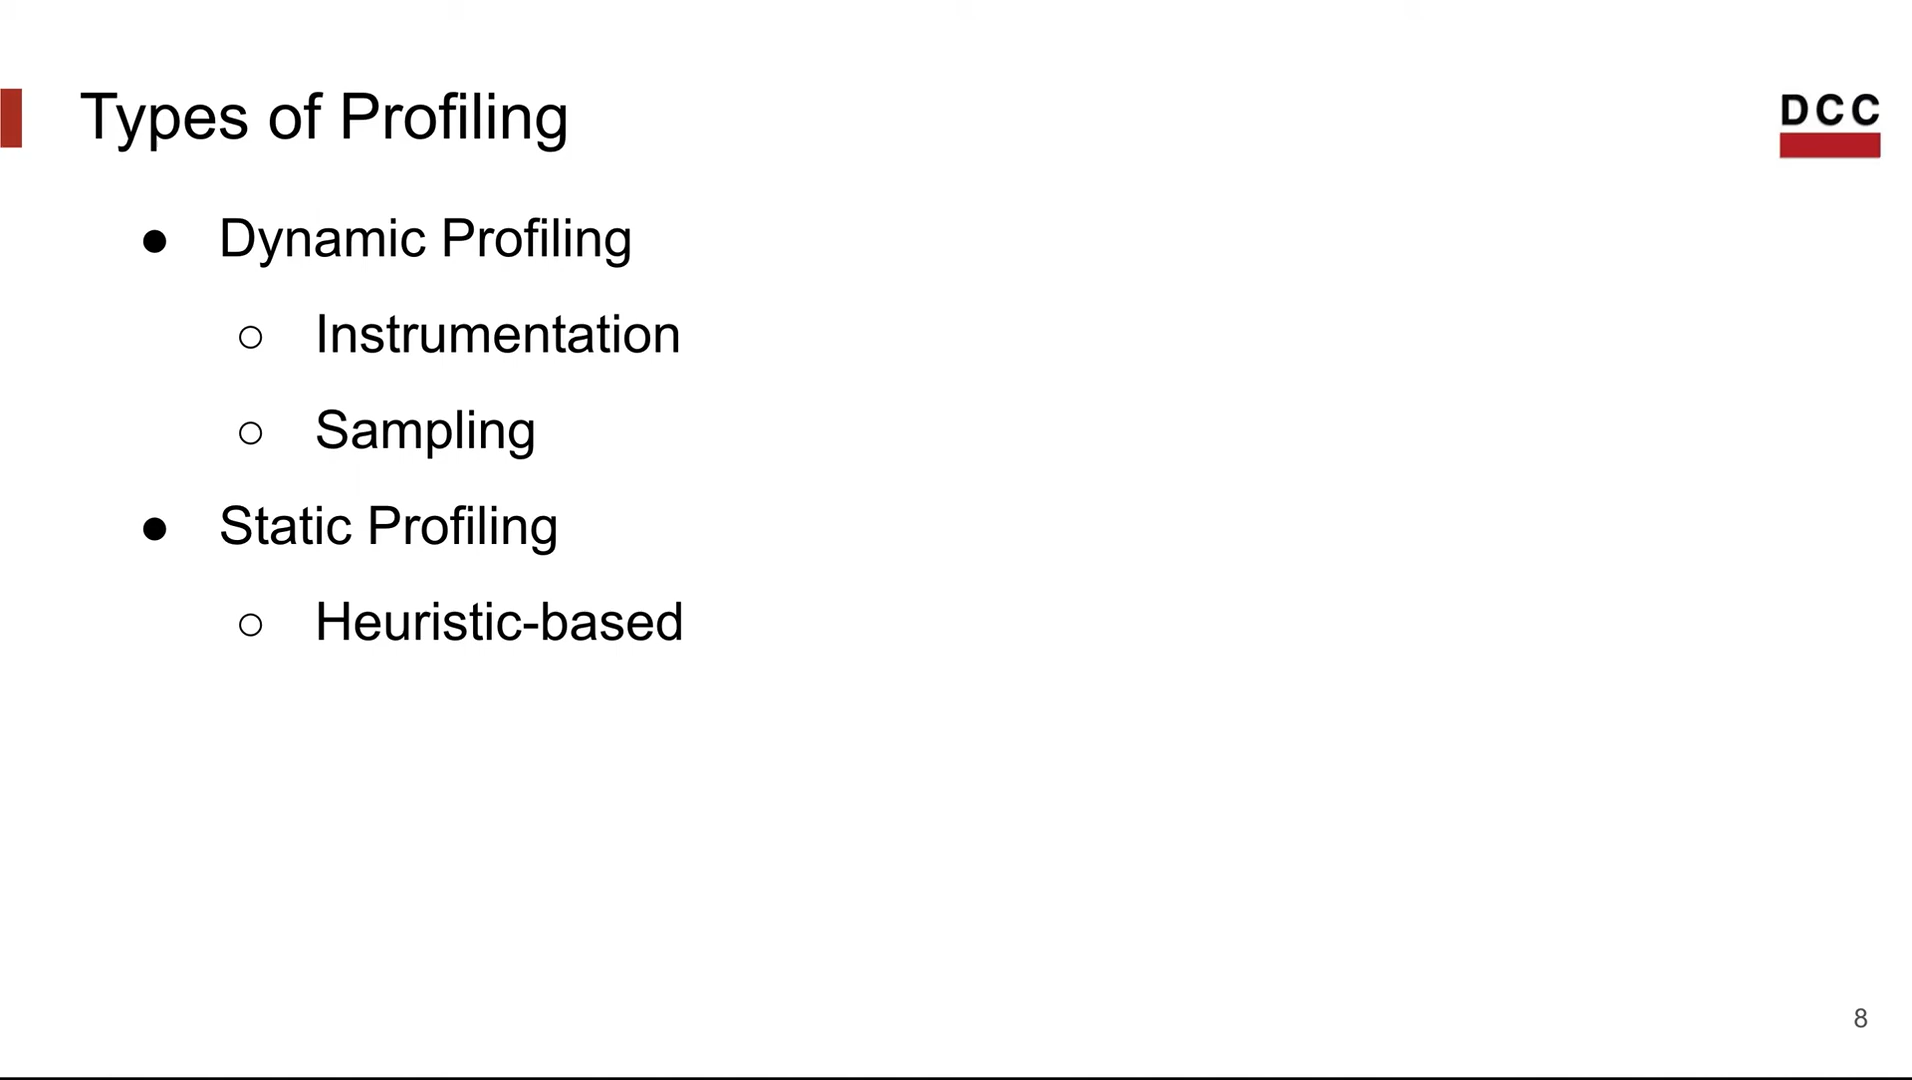 Types of Profiling
DCC
● Dynamic Profiling
○ Instrumentation
○ Sampling
● Static Profiling
○ Heuristic-based
8